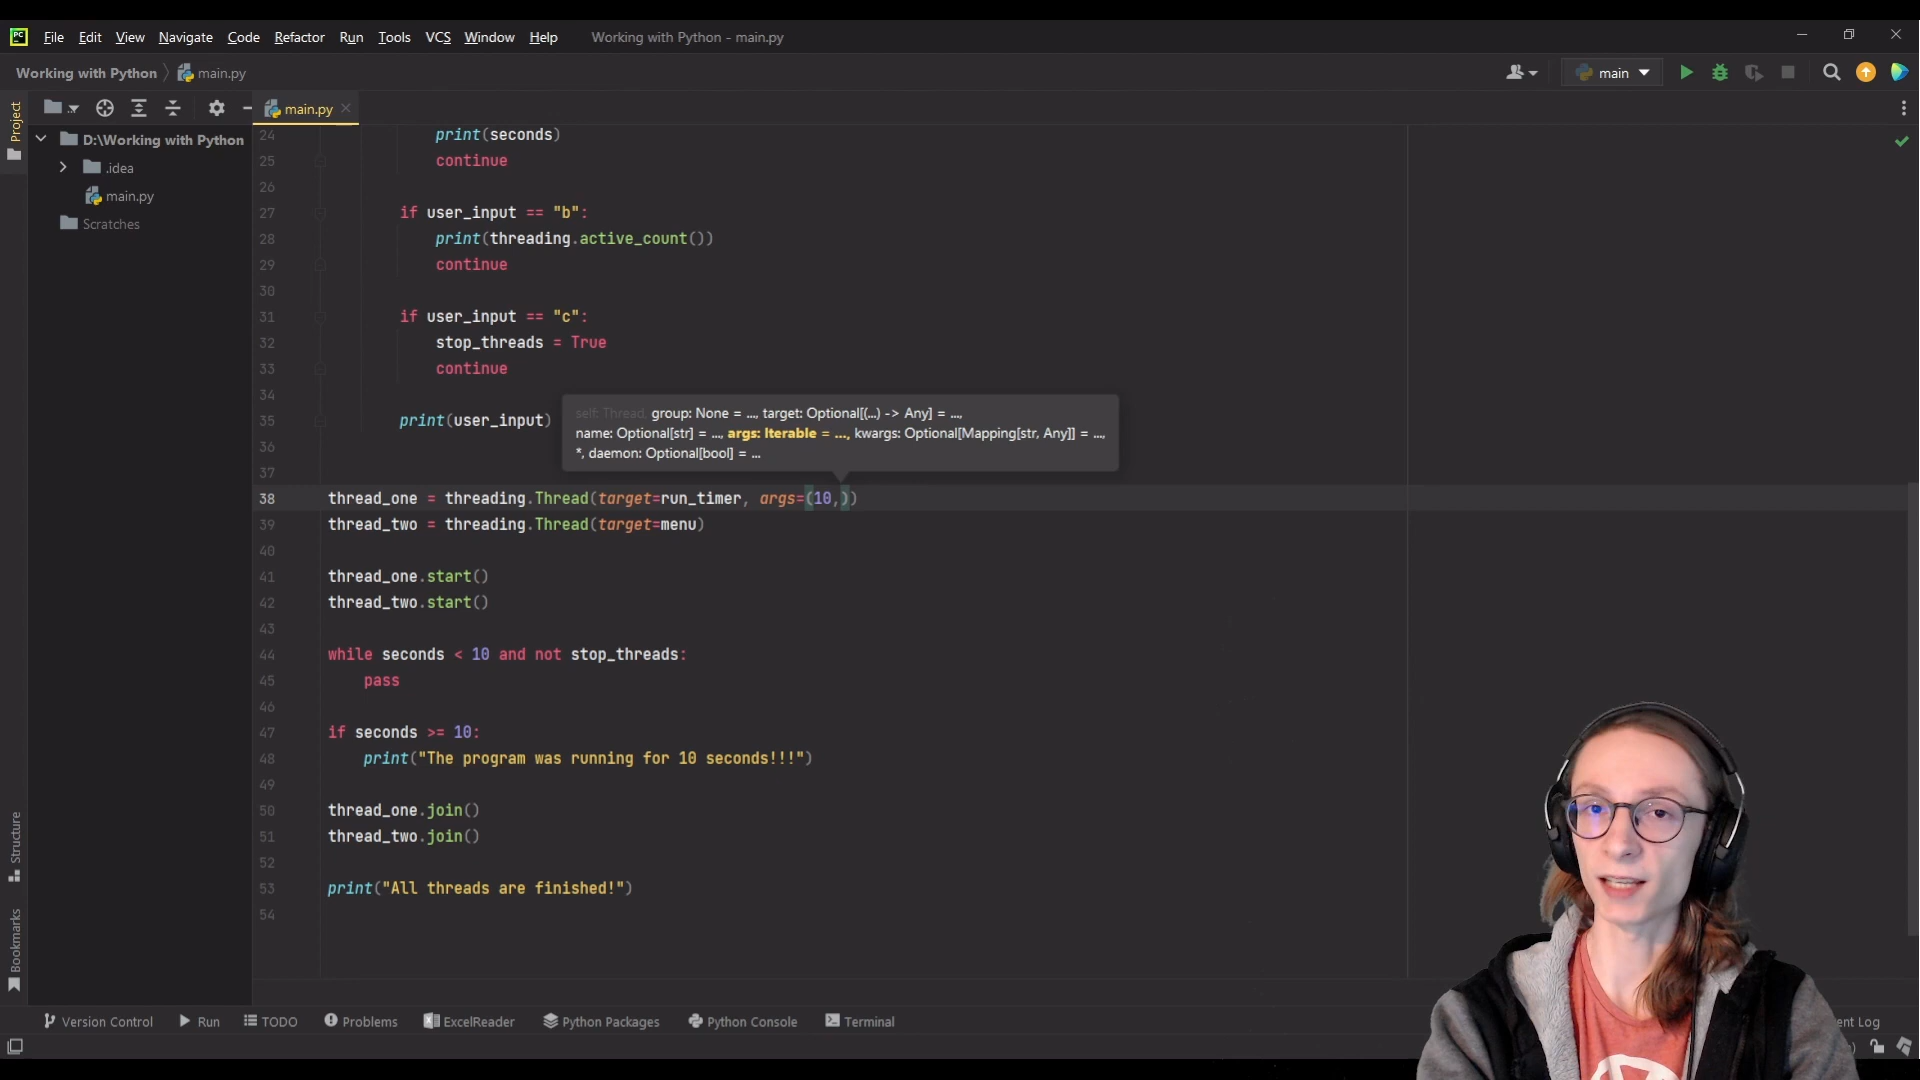 PC File Edit View Navigate Code Refactor Run Tools VCS Window Help Working with Python - main.py
Working with Python main.py main
Project main.py
D:\Working with Python
.idea
main.py
Scratches
24 print(seconds)
25 continue
26
27 if user_input == "b":
28 print(threading.active_count())
29 continue
30
31 if user_input == "c":
32 stop_threads = True
33 continue
34
35 print(user_input)
36
37
self: Thread, group: None = ..., target: Optional[(...) -> Any] = ...,
name: Optional[str] = ..., args: Iterable = ..., kwargs: Optional[Mapping[str, Any]] = ...,
*, daemon: Optional[bool] = ...
38 thread_one = threading.Thread(target=run_timer, args=(10,))
39 thread_two = threading.Thread(target=menu)
40
41 thread_one.start()
42 thread_two.start()
43
44 while seconds < 10 and not stop_threads:
45 pass
46
47 if seconds >= 10:
48 print("The program was running for 10 seconds!!!")
49
50 thread_one.join()
51 thread_two.join()
52
53 print("All threads are finished!")
54
Structure
Bookmarks
Version Control Run TODO Problems ExcelReader Python Packages Python Console Terminal ent Log